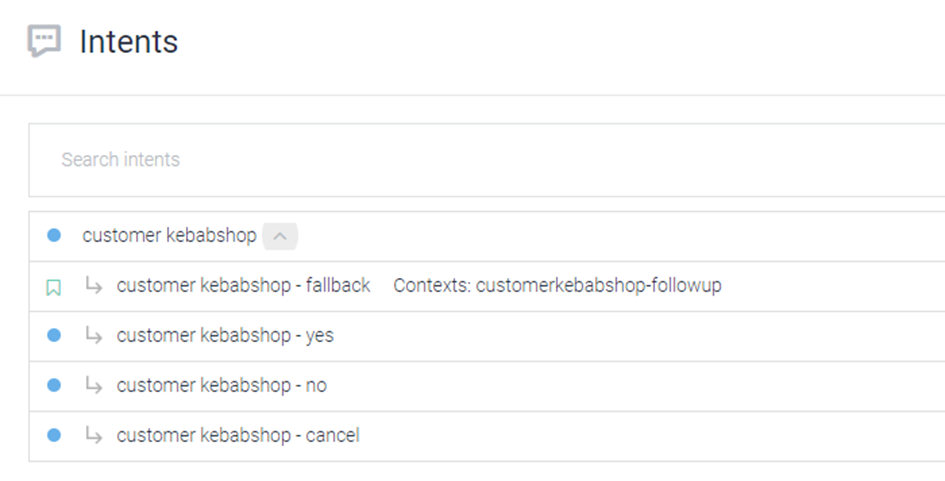 Intents
Search intents
customer kebabshop
customer kebabshop - fallback Contexts: customerkebabshop-followup
customer kebabshop - yes
customer kebabshop - no
customer kebabshop - cancel